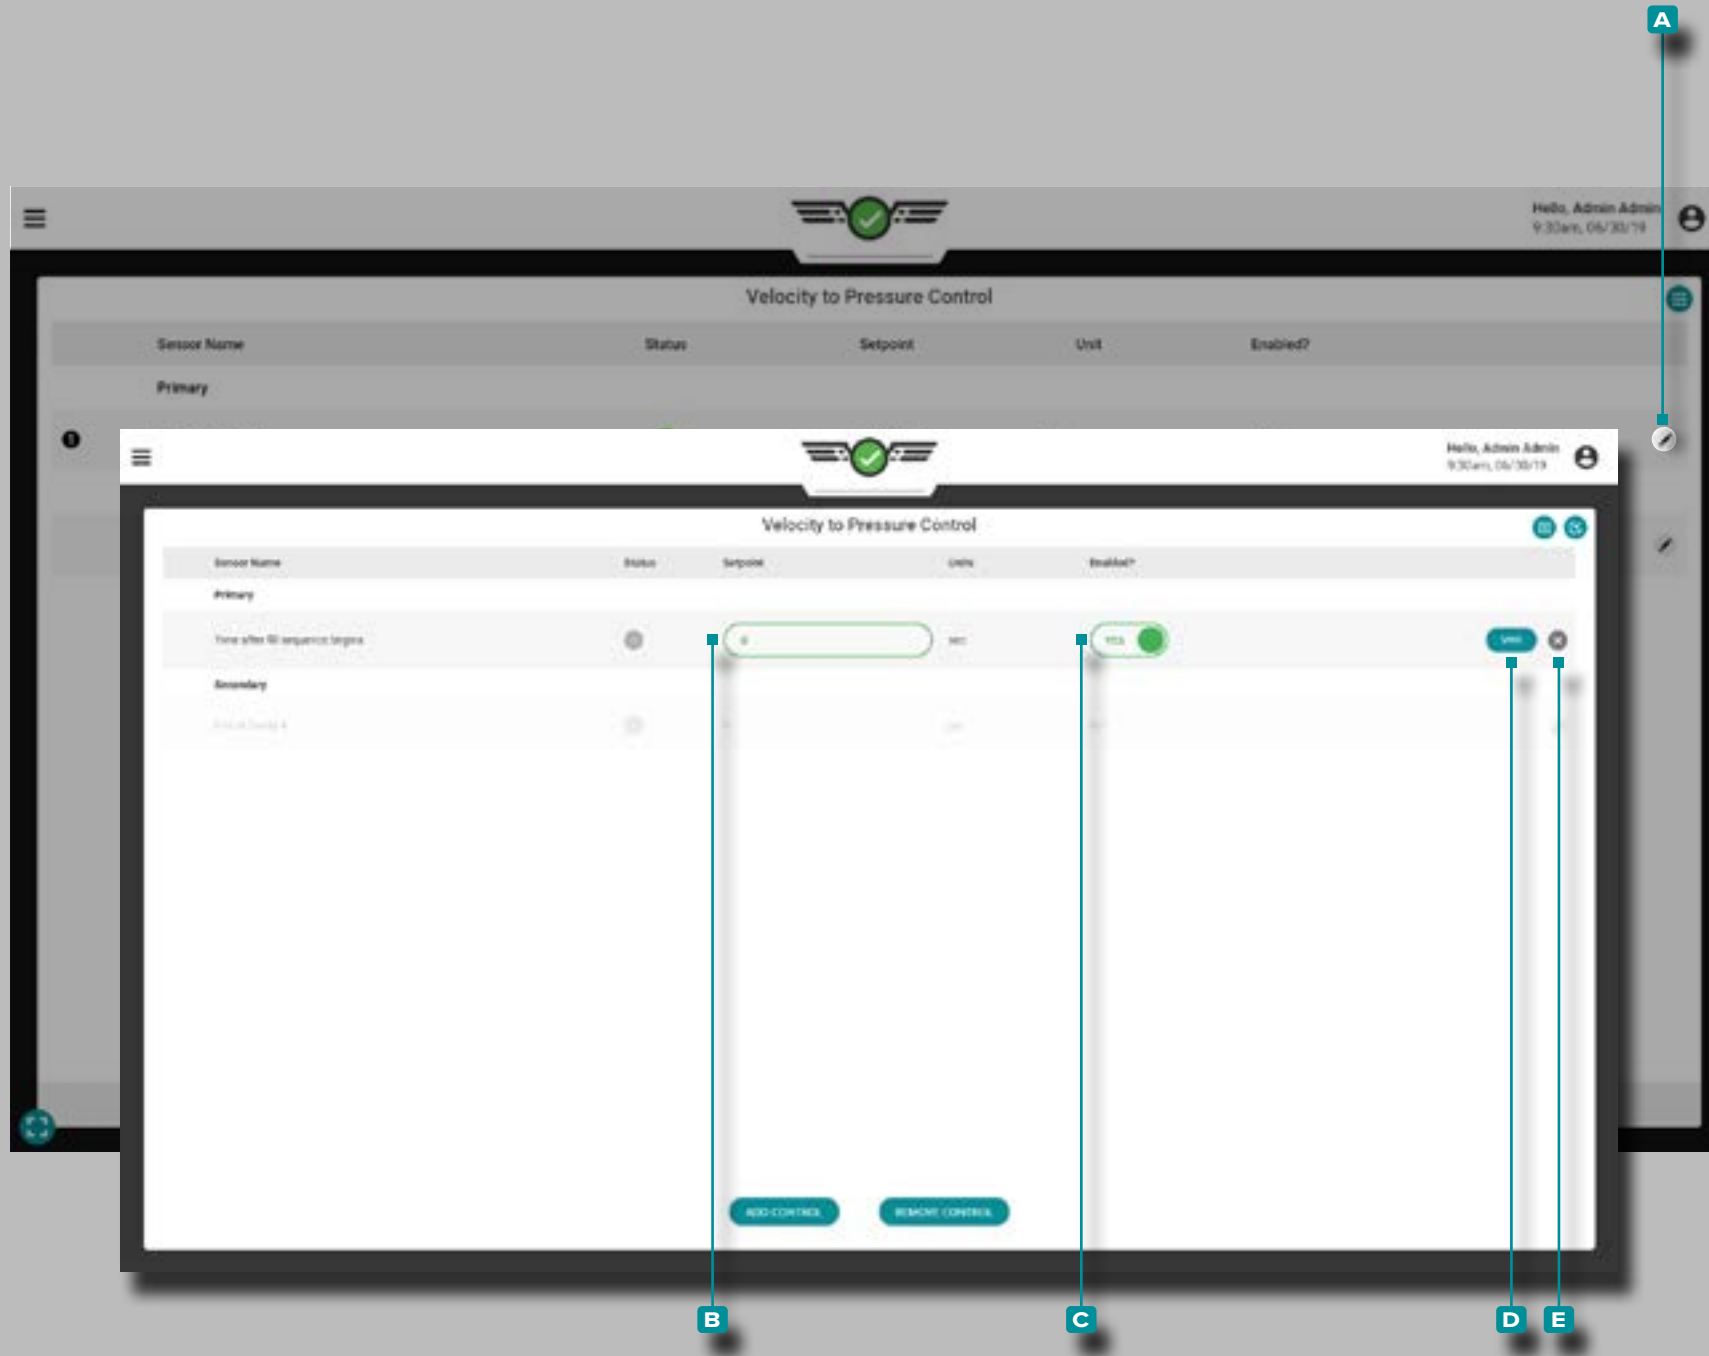 A
Hello, Admin Admin
9:30am, 06/30/19
Velocity to Pressure Control
Sensor Name Status Setpoint Unit Enabled?
Primary
1
Hello, Admin Admin
9:30am, 06/30/19
Velocity to Pressure Control
Sensor Name Status Setpoint Units Enabled?
Primary
Time after fill sequence begins 0 SEC YES
Secondary
ADD CONTROL REMOVE CONTROL
B C D E